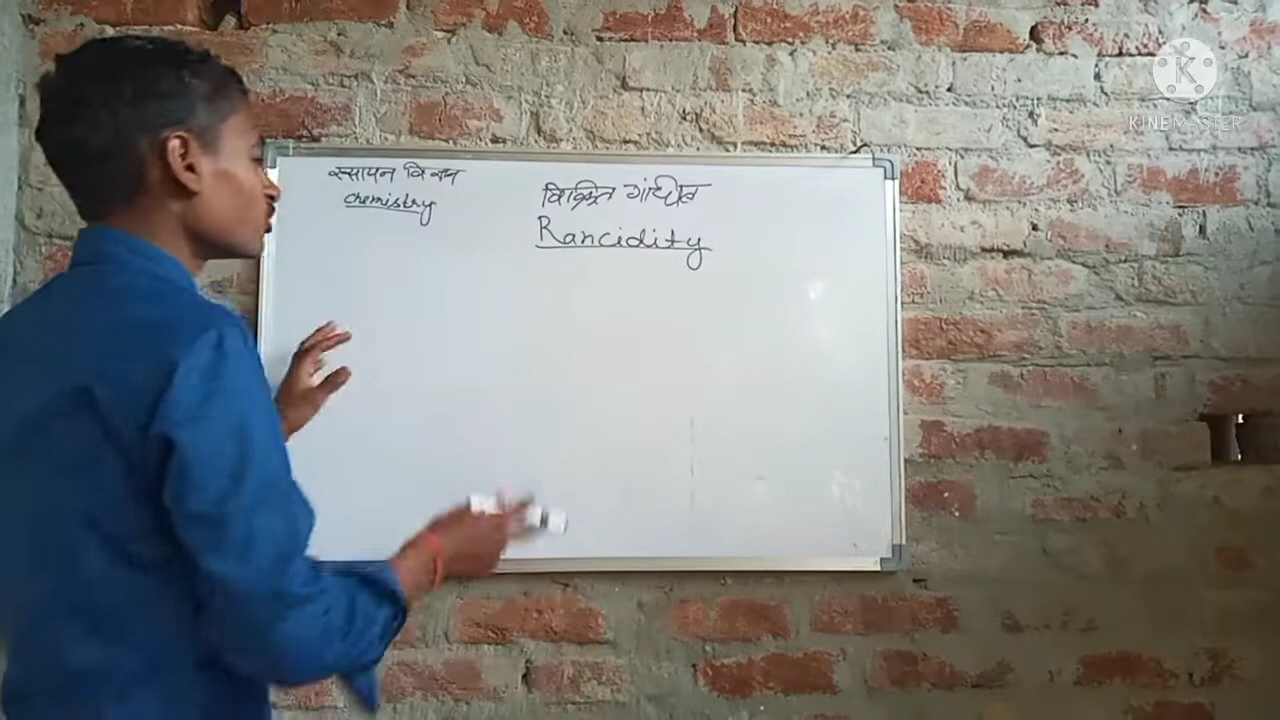 रसायन विज्ञान
chemistry
विकृत गांधीत
Rancidity
K
KINEMASTER